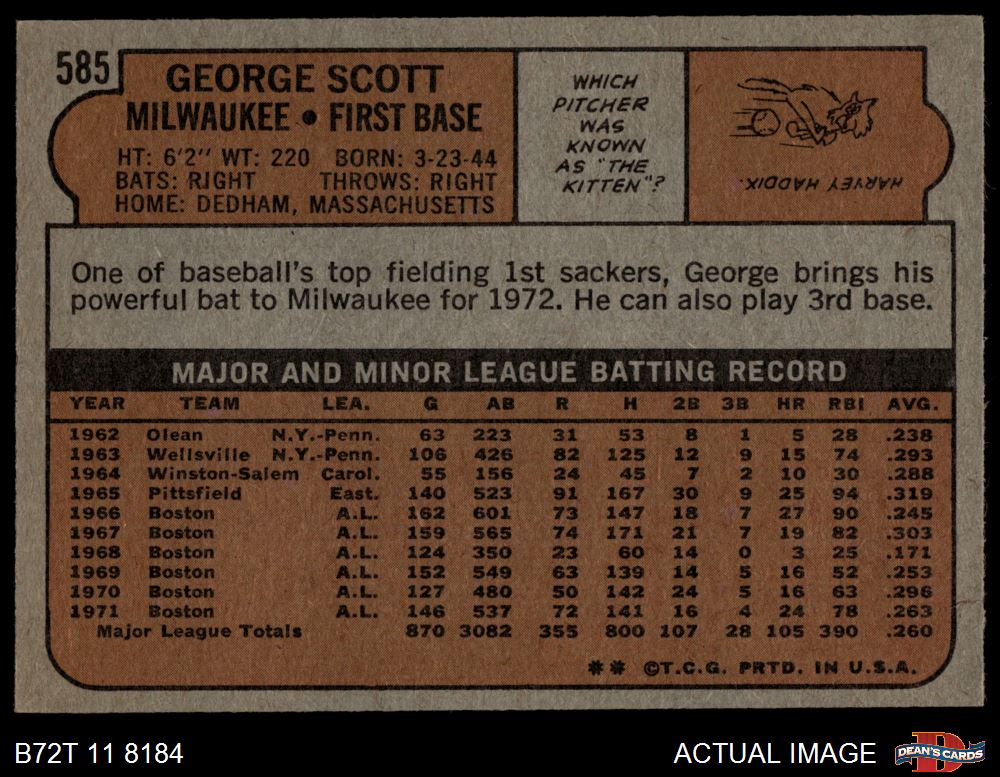 585
GEORGE SCOTT
MILWAUKEE • FIRST BASE
HT: 6'2" WT: 220 BORN: 3-23-44
BATS: RIGHT THROWS: RIGHT
HOME: DEDHAM, MASSACHUSETTS
WHICH
PITCHER
WAS
KNOWN
AS "THE
KITTEN"?
HARVEY HADDIX.
One of baseball's top fielding 1st sackers, George brings his
powerful bat to Milwaukee for 1972. He can also play 3rd base.
MAJOR AND MINOR LEAGUE BATTING RECORD
YEAR TEAM LEA. G AB R H 2B 3B HR RBI AVG.
1962 Olean N.Y.-Penn. 63 223 31 53 8 1 5 28 .238
1963 Wellsville N.Y.-Penn. 106 426 82 125 12 9 15 74 .293
1964 Winston-Salem Carol. 55 156 24 45 7 2 10 30 .288
1965 Pittsfield East. 140 523 91 167 30 9 25 94 .319
1966 Boston A.L. 162 601 73 147 18 7 27 90 .245
1967 Boston A.L. 159 565 74 171 21 7 19 82 .303
1968 Boston A.L. 124 350 23 60 14 0 3 25 .171
1969 Boston A.L. 152 549 63 139 14 5 16 52 .253
1970 Boston A.L. 127 480 50 142 24 5 16 63 .296
1971 Boston A.L. 146 537 72 141 16 4 24 78 .263
Major League Totals 870 3082 355 800 107 28 105 390 .260
** ©T.C.G. PRTD. IN U.S.A.
B72T 11 8184
ACTUAL IMAGE
DEAN'S CARDS